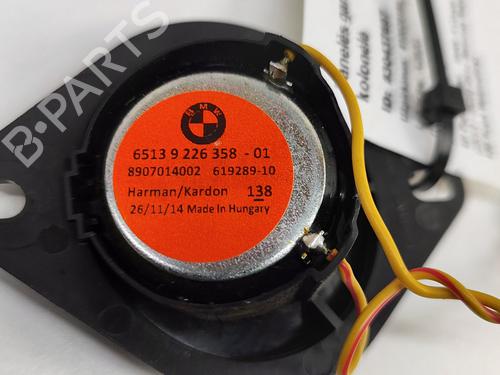 B-PARTS
BMW
6513 9 226 358 - 01
8907014002 619289-10
Harman/Kardon 138
26/11/14 Made In Hungary
kolonėlė